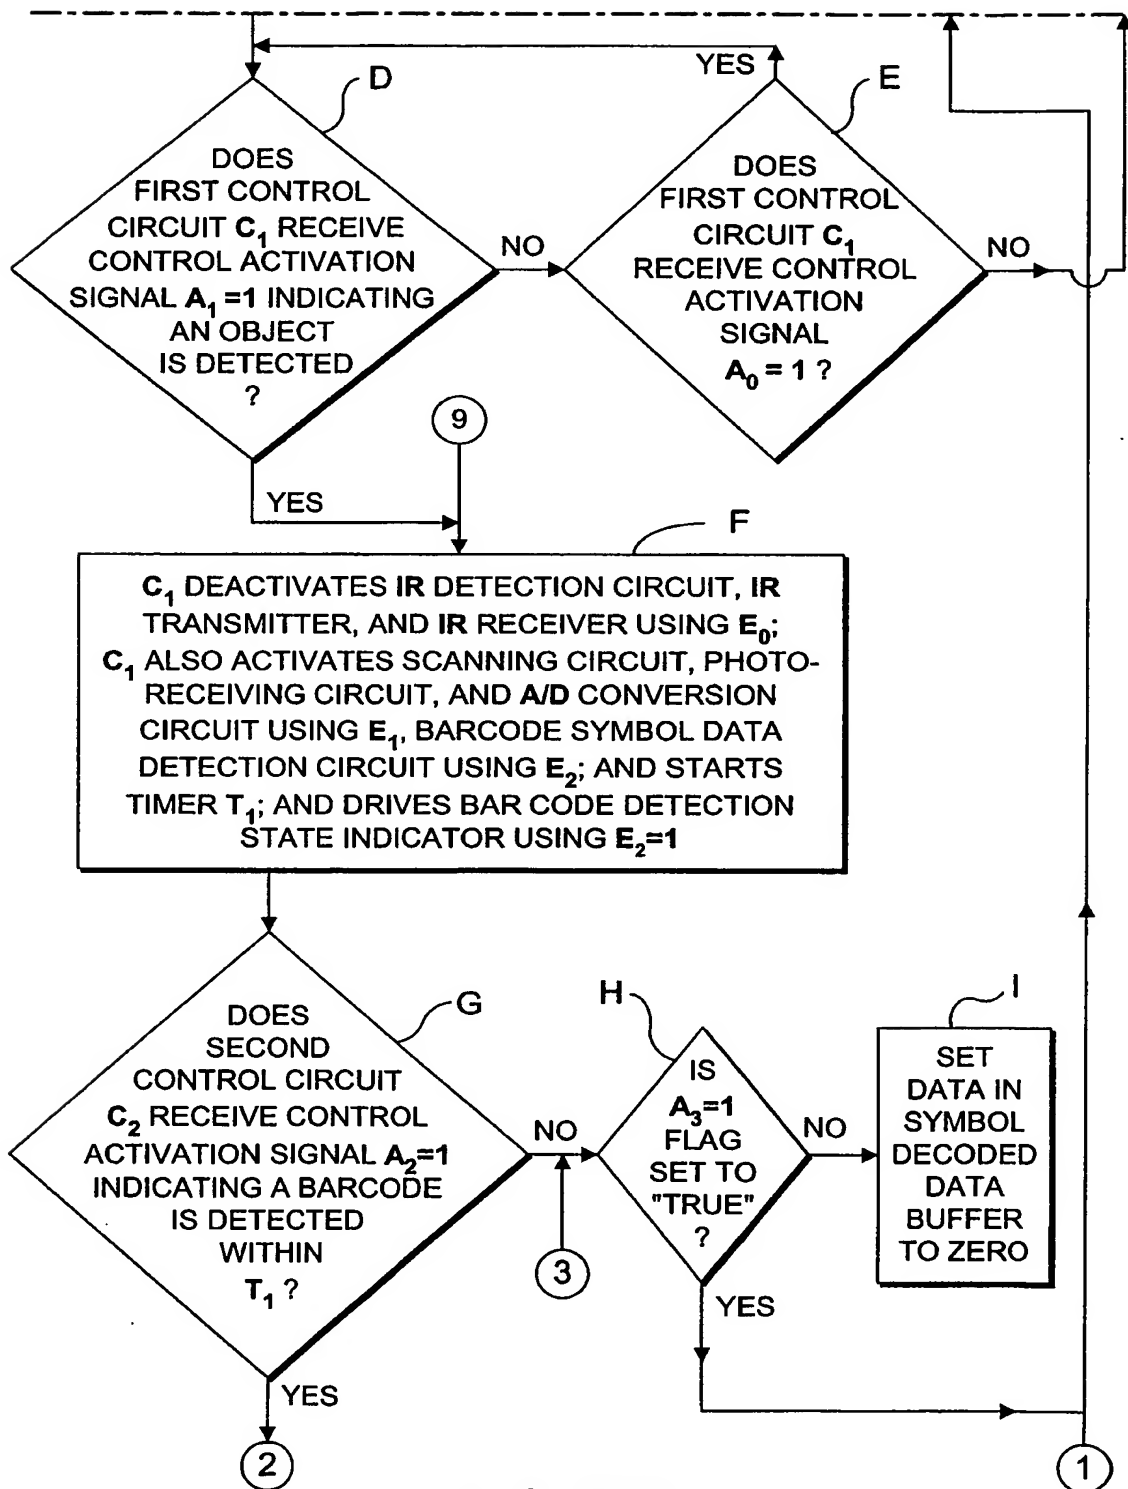 YES
D
E
DOES
FIRST CONTROL
CIRCUIT C1 RECEIVE
CONTROL ACTIVATION
SIGNAL A1 =1 INDICATING
AN OBJECT
IS DETECTED
?
NO
DOES
FIRST CONTROL
CIRCUIT C1
RECEIVE CONTROL
ACTIVATION
SIGNAL
A0 = 1 ?
NO
YES
9
F
C1 DEACTIVATES IR DETECTION CIRCUIT, IR
TRANSMITTER, AND IR RECEIVER USING E0;
C1 ALSO ACTIVATES SCANNING CIRCUIT, PHOTO-
RECEIVING CIRCUIT, AND A/D CONVERSION
CIRCUIT USING E1, BARCODE SYMBOL DATA
DETECTION CIRCUIT USING E2; AND STARTS
TIMER T1; AND DRIVES BAR CODE DETECTION
STATE INDICATOR USING E2=1
G
DOES
SECOND
CONTROL CIRCUIT
C2 RECEIVE CONTROL
ACTIVATION SIGNAL A2=1
INDICATING A BARCODE
IS DETECTED
WITHIN
T1 ?
NO
3
H
IS
A3=1
FLAG
SET TO
"TRUE"
?
NO
I
SET
DATA IN
SYMBOL
DECODED
DATA
BUFFER
TO ZERO
YES
YES
2
1